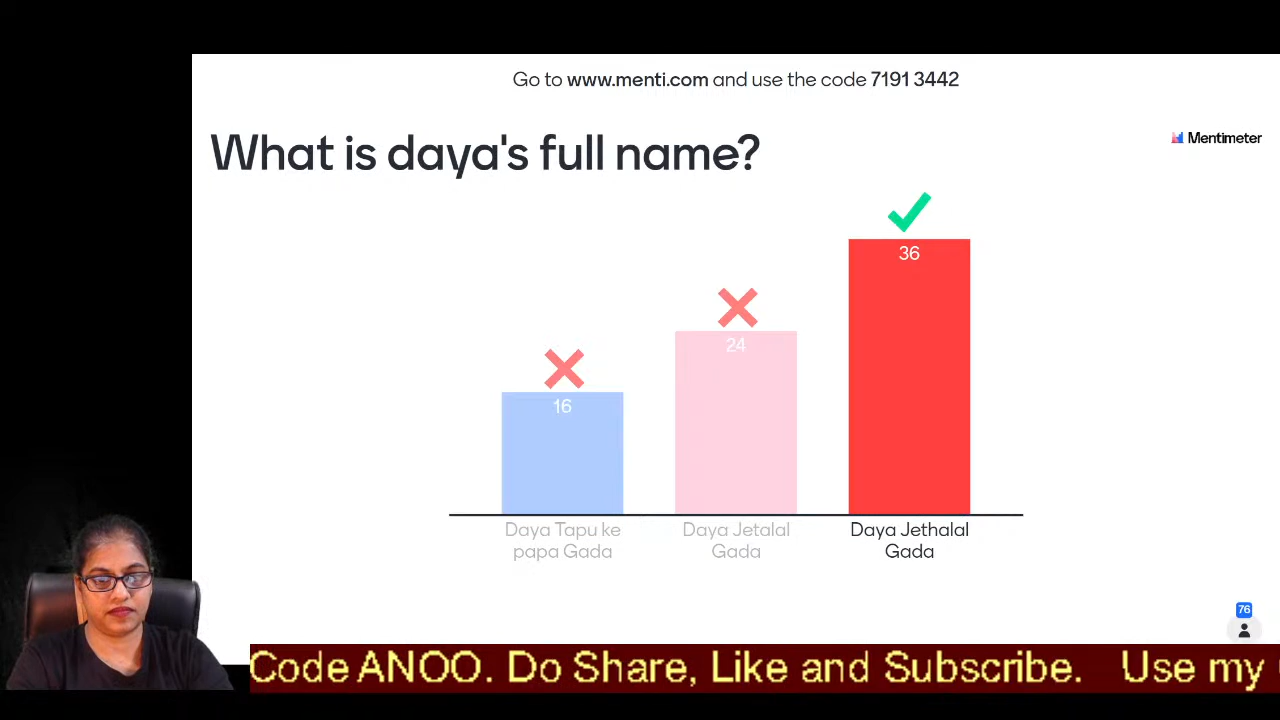 Go to www.menti.com and use the code 7191 3442
What is daya's full name?
Mentimeter
36
24
16
Daya Tapu ke
papa Gada
Daya Jetalal
Gada
Daya Jethalal
Gada
76
Code ANOO. Do Share, Like and Subscribe. Use my